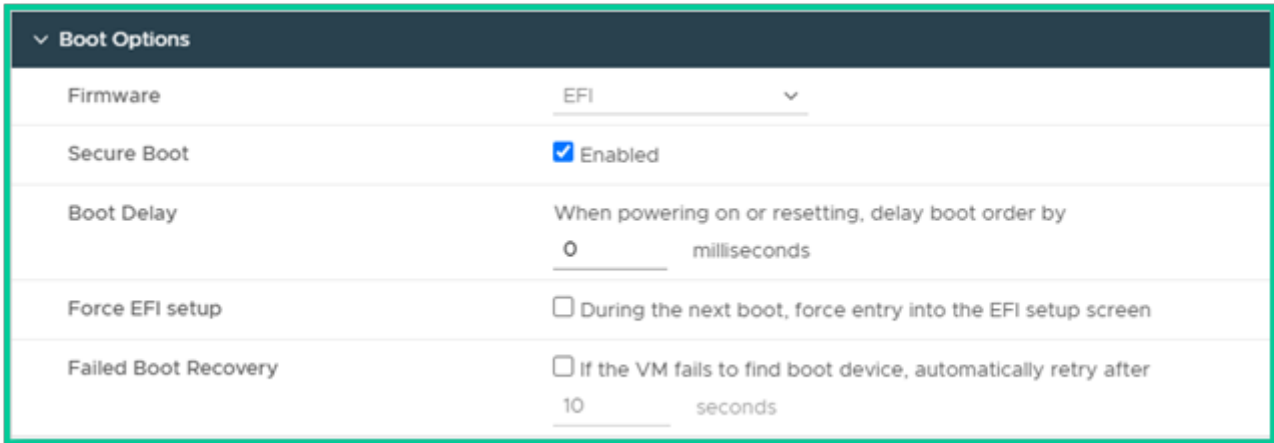 Boot Options
Firmware EFI
Secure Boot Enabled
Boot Delay When powering on or resetting, delay boot order by
0 milliseconds
Force EFI setup During the next boot, force entry into the EFI setup screen
Failed Boot Recovery If the VM fails to find boot device, automatically retry after
10 seconds